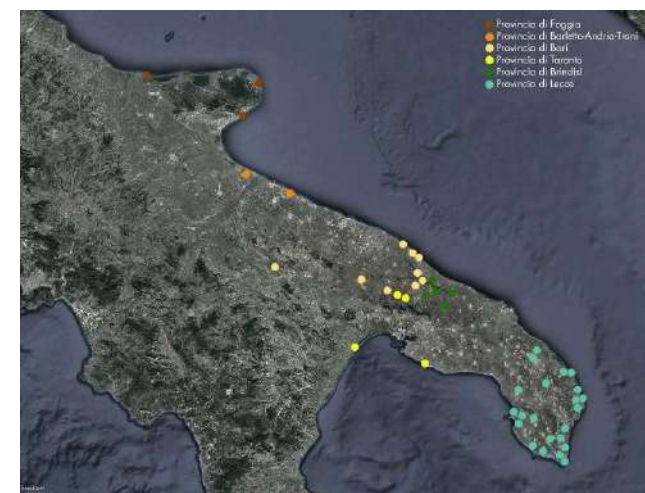 Provincia di Foggia
Provincia di Barletta-Andria-Trani
Provincia di Bari
Provincia di Taranto
Provincia di Brindisi
Provincia di Lecce